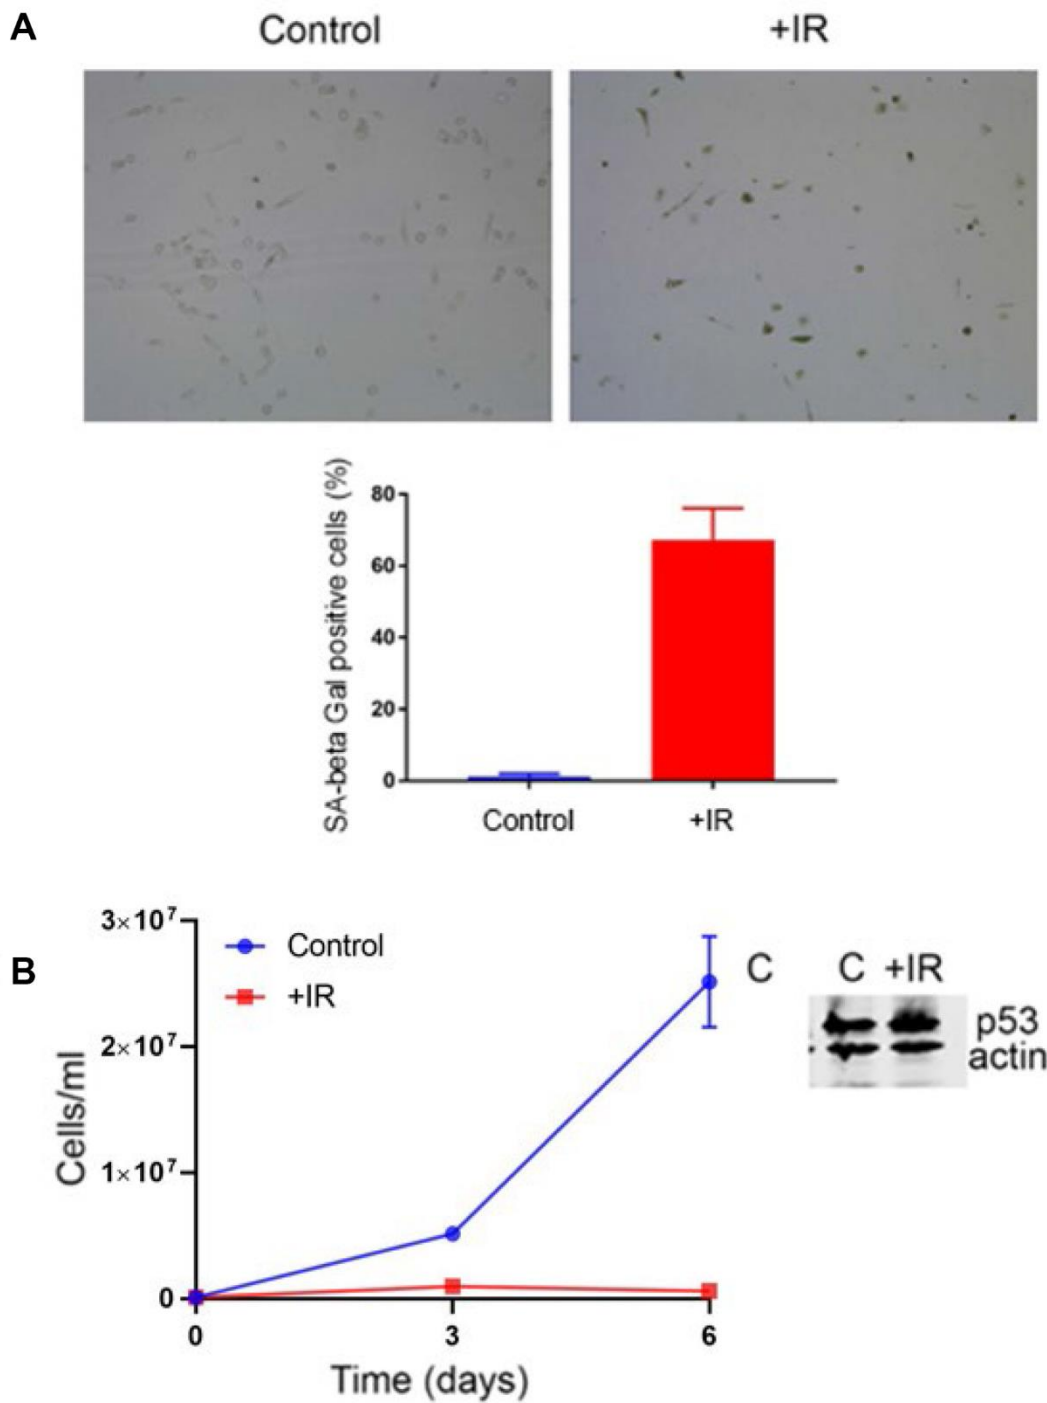 A
Control
+IR
SA-beta Gal positive cells (%)
80
60
40
20
0
Control
+IR
B
Cells/ml
3×10⁷
2×10⁷
1×10⁷
0
Control
+IR
0
3
6
Time (days)
C
C +IR
p53
actin